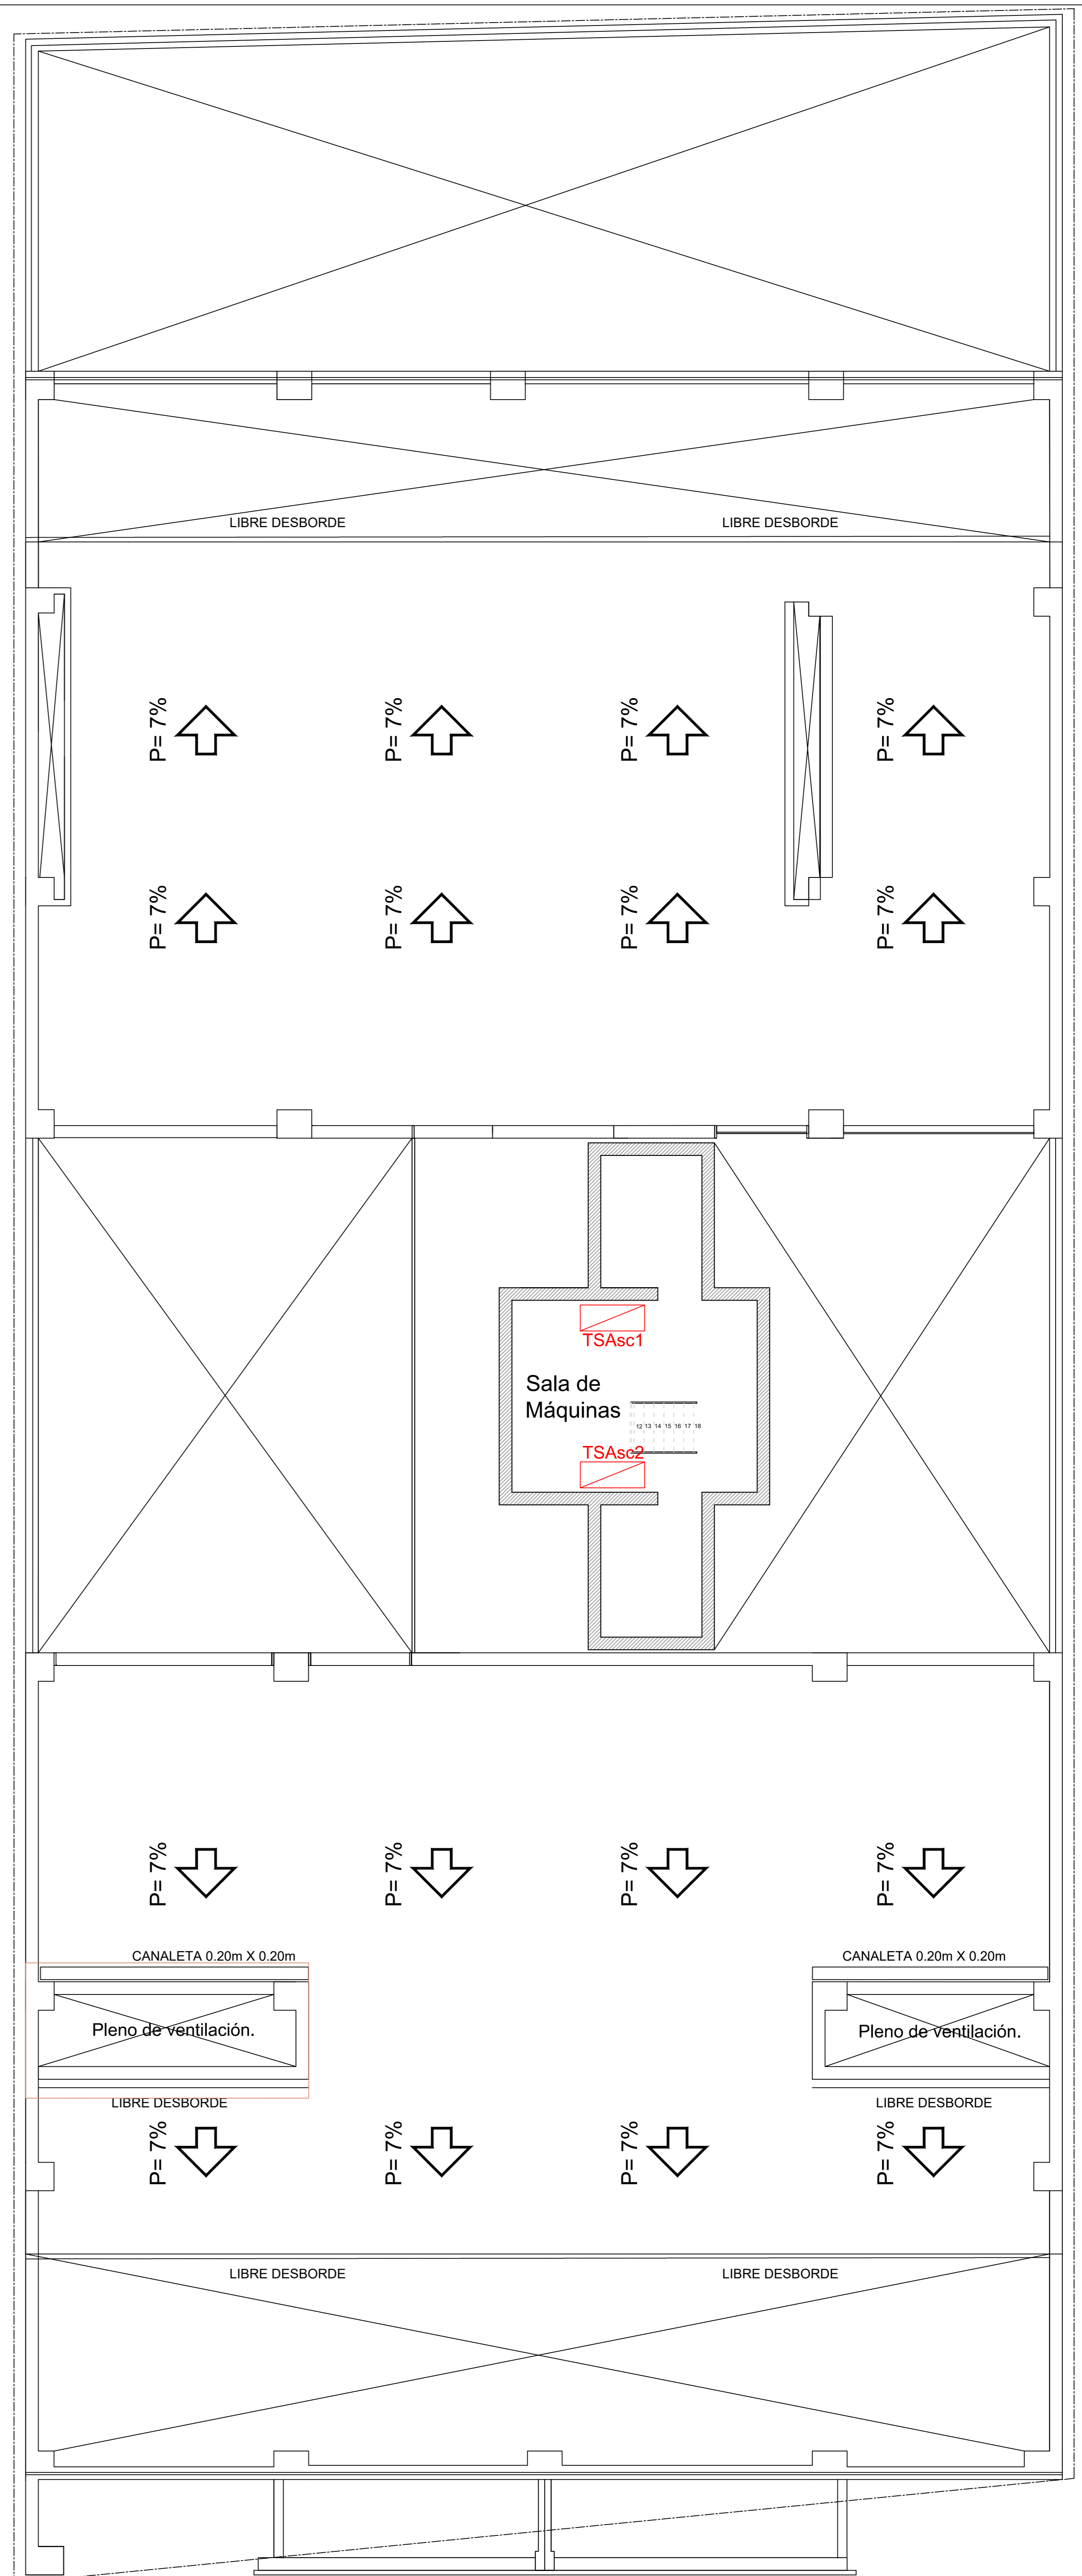 LIBRE DESBORDE
LIBRE DESBORDE
P= 7%
P= 7%
P= 7%
P= 7%
P= 7%
P= 7%
P= 7%
P= 7%
TSAsc1
Sala de
Máquinas
12 13 14 15 16 17 18
TSAsc2
P= 7%
P= 7%
P= 7%
P= 7%
CANALETA 0.20m X 0.20m
CANALETA 0.20m X 0.20m
Pleno de ventilación.
Pleno de ventilación.
LIBRE DESBORDE
LIBRE DESBORDE
P= 7%
P= 7%
P= 7%
P= 7%
LIBRE DESBORDE
LIBRE DESBORDE